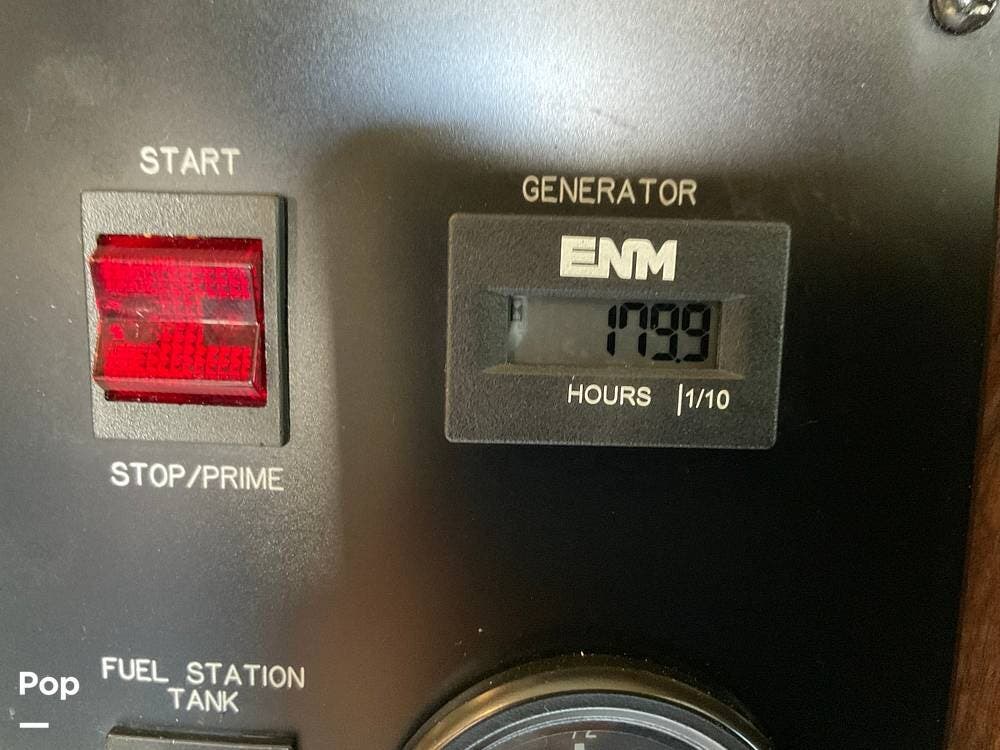 START
GENERATOR
ENM
179.9
HOURS 1/10
STOP/PRIME
FUEL STATION
TANK
Pop